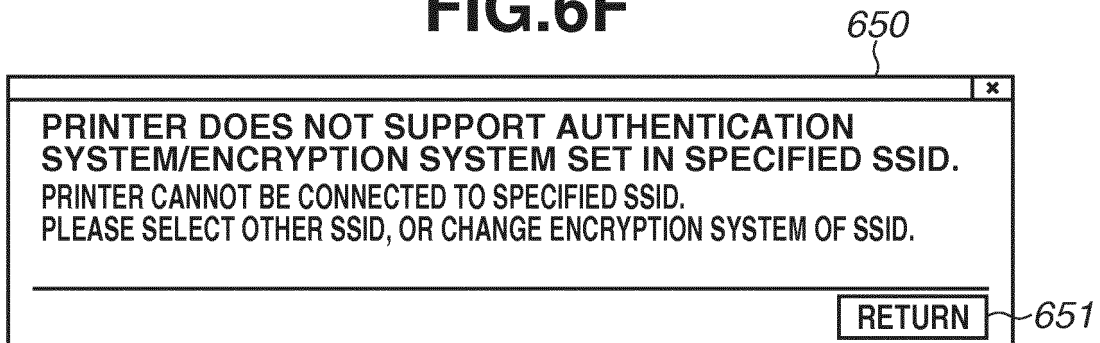 FIG.6F
650
×
PRINTER DOES NOT SUPPORT AUTHENTICATION
SYSTEM/ENCRYPTION SYSTEM SET IN SPECIFIED SSID.
PRINTER CANNOT BE CONNECTED TO SPECIFIED SSID.
PLEASE SELECT OTHER SSID, OR CHANGE ENCRYPTION SYSTEM OF SSID.
RETURN 651